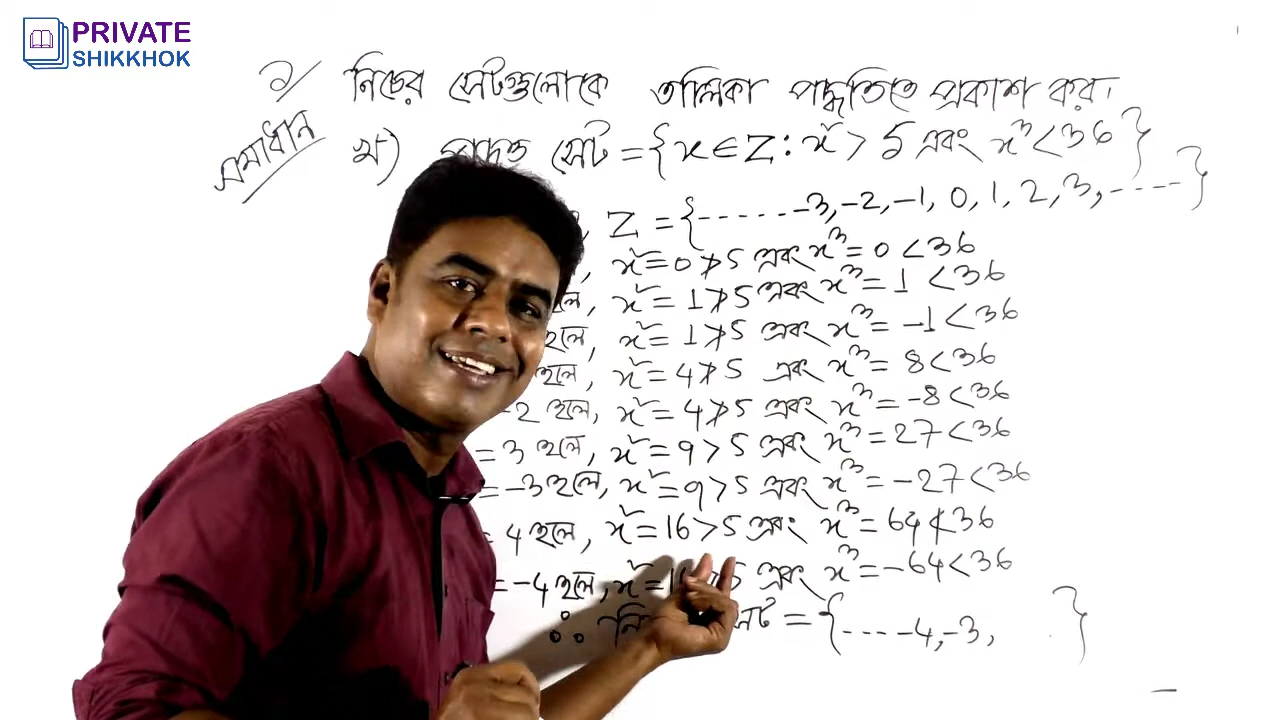 PRIVATE
SHIKKHOK
১/ নিচের সেটগুলোকে তালিকা পদ্ধতিতে প্রকাশ কর।
সমাধান
খ) প্রদত্ত সেট = {x ∈ Z : x² > 5 এবং x³ < 36}
Z = {------ -3, -2, -1, 0, 1, 2, 3, -----}
, x² = 0 ≯ 5 এবং x³ = 0 < 36
হলে, x² = 1 ≯ 5 এবং x³ = 1 < 36
হলে, x² = 1 ≯ 5 এবং x³ = -1 < 36
হলে, x² = 4 ≯ 5 এবং x³ = 8 < 36
-2 হলে, x² = 4 ≯ 5 এবং x³ = -8 < 36
= 3 হলে, x² = 9 > 5 এবং x³ = 27 < 36
= -3 হলে, x² = 9 > 5 এবং x³ = -27 < 36
= 4 হলে, x² = 16 > 5 এবং x³ = 64 ≮ 36
= -4 হলে, x² = 1 5 এবং x³ = -64 < 36
∴ সেট = {---- -4, -3, }